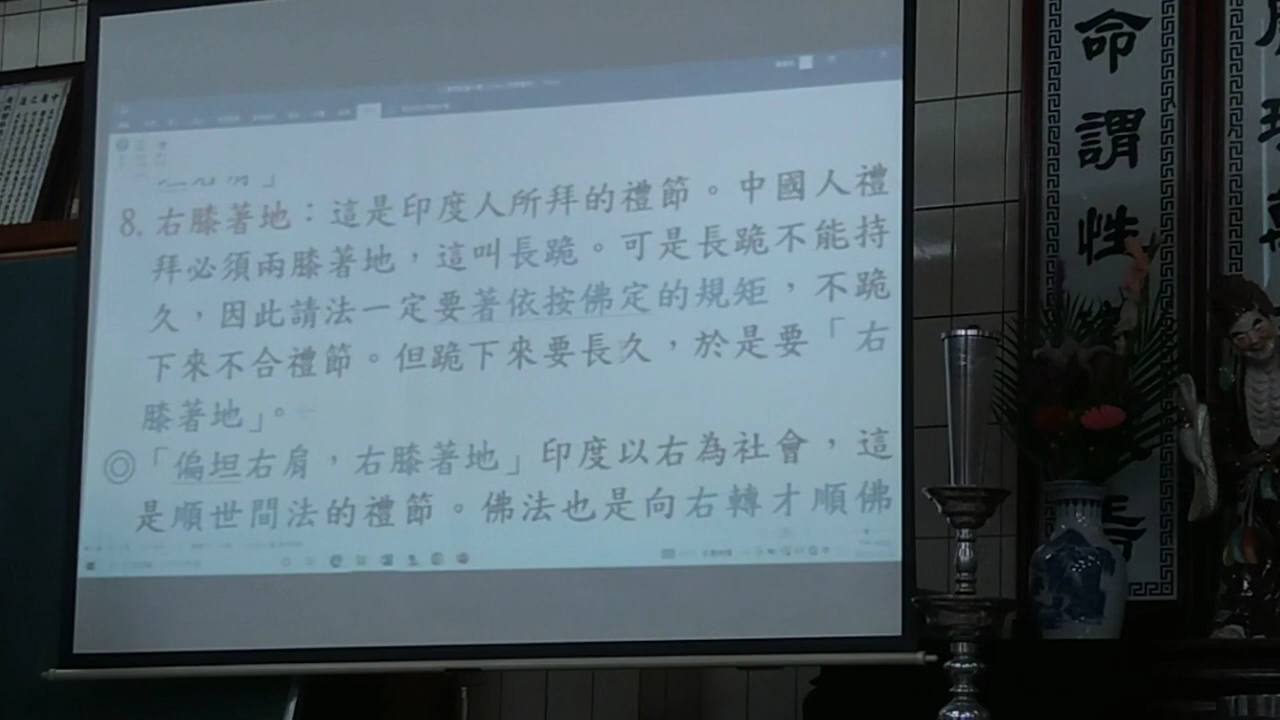 8. 右膝著地：這是印度人所拜的禮節。中國人禮
拜必須兩膝著地，這叫長跪。可是長跪不能持
久，因此請法一定要著依按佛定的規矩，不跪
下來不合禮節。但跪下來要長久，於是要「右
膝著地」。
◎「偏坦右肩，右膝著地」印度以右為社會，這
是順世間法的禮節。佛法也是向右轉才順佛
命謂性